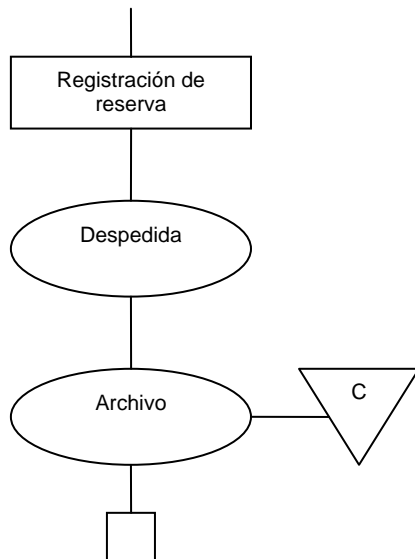 Registración de
reserva
Despedida
Archivo
C